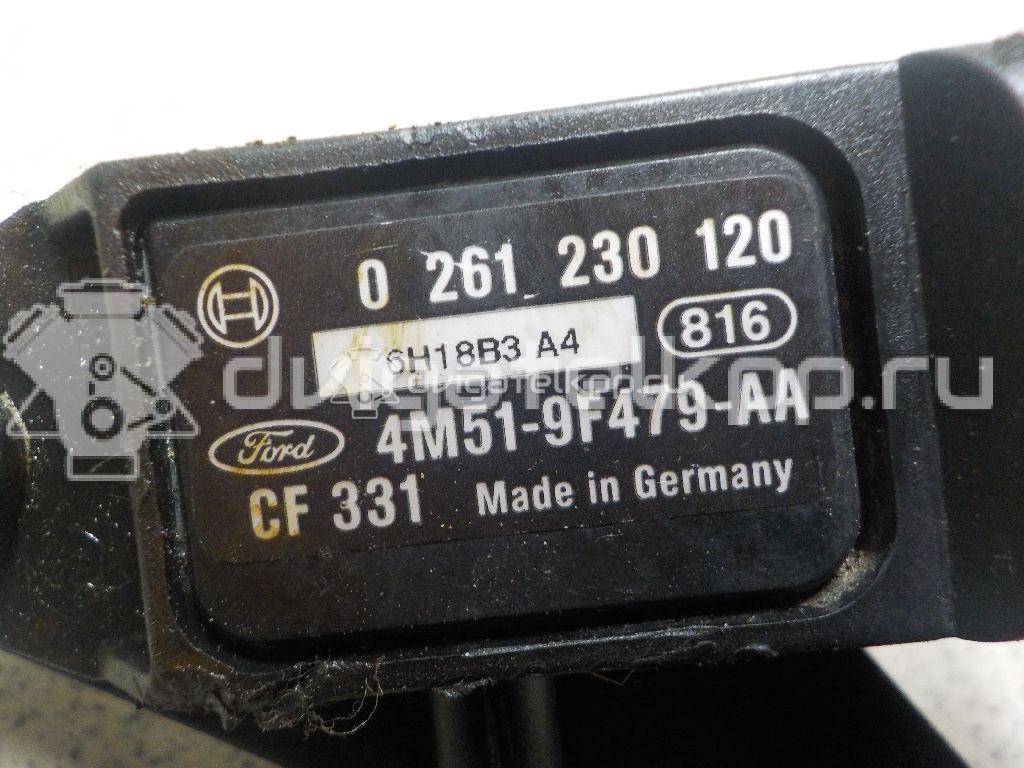 0 261 230 120
6H18B3 A4
816
dvigatelkom.ru
Ford
4M51-9F479-AA
CF 331 Made in Germany